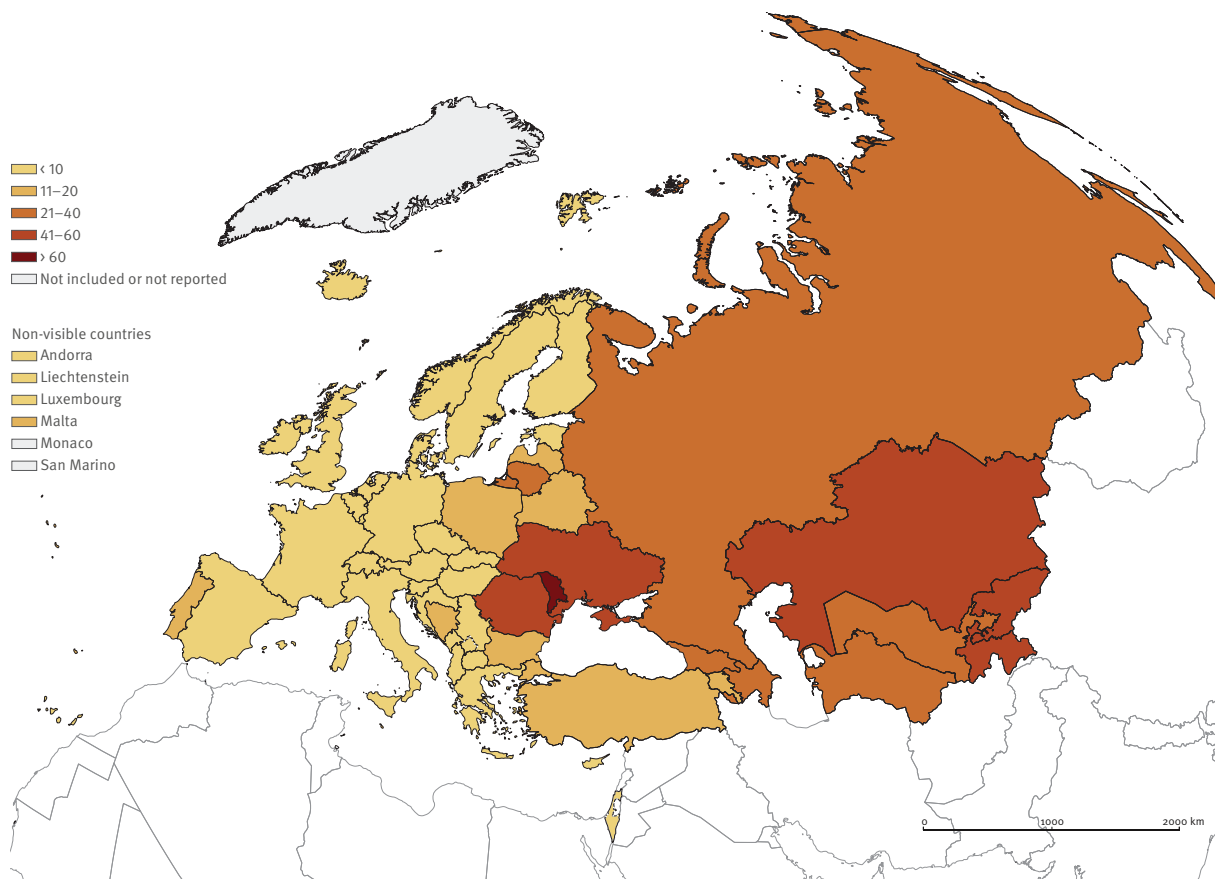 < 10
11–20
21–40
41–60
> 60
Not included or not reported
Non-visible countries
Andorra
Liechtenstein
Luxembourg
Malta
Monaco
San Marino
0 1000 2000 km